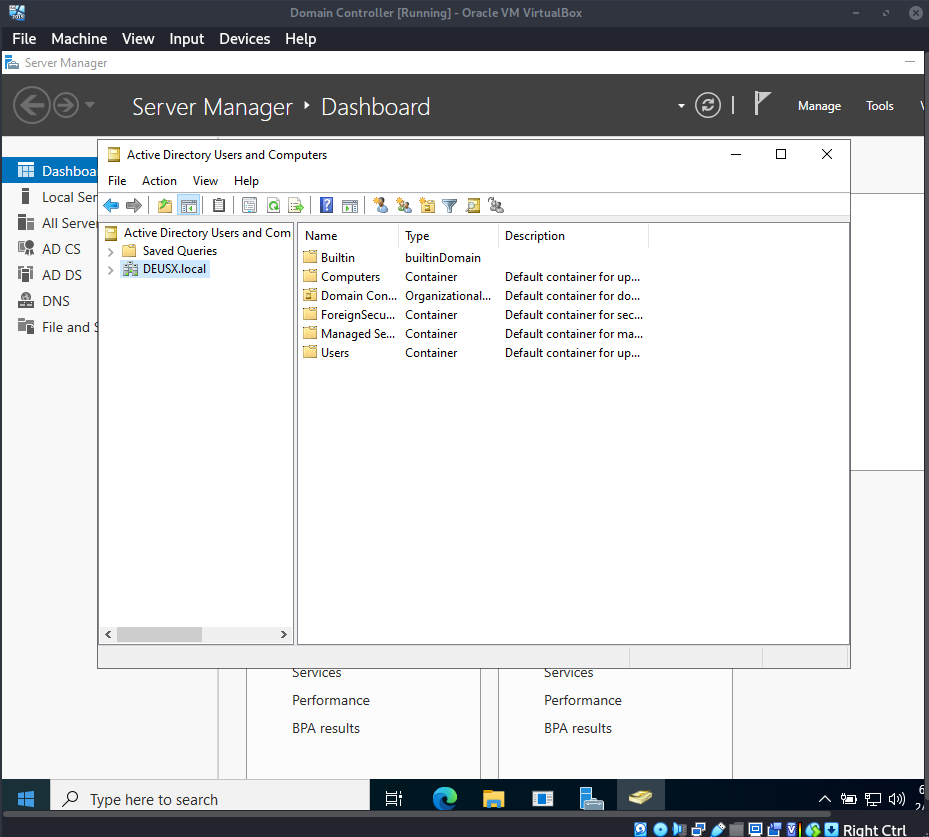 Domain Controller [Running] - Oracle VM VirtualBox
File Machine View Input Devices Help
Server Manager
Server Manager Dashboard
Manage Tools V
Active Directory Users and Computers
File Action View Help
Dashboa
Local Ser
All Server
AD CS
AD DS
DNS
File and S
Active Directory Users and Com
Saved Queries
DEUSX.local
Name Type Description
Builtin builtinDomain
Computers Container Default container for up...
Domain Con... Organizational... Default container for do...
ForeignSecu... Container Default container for sec...
Managed Se... Container Default container for ma...
Users Container Default container for up...
Services Services
Performance Performance
BPA results BPA results
Type here to search
Right Ctrl